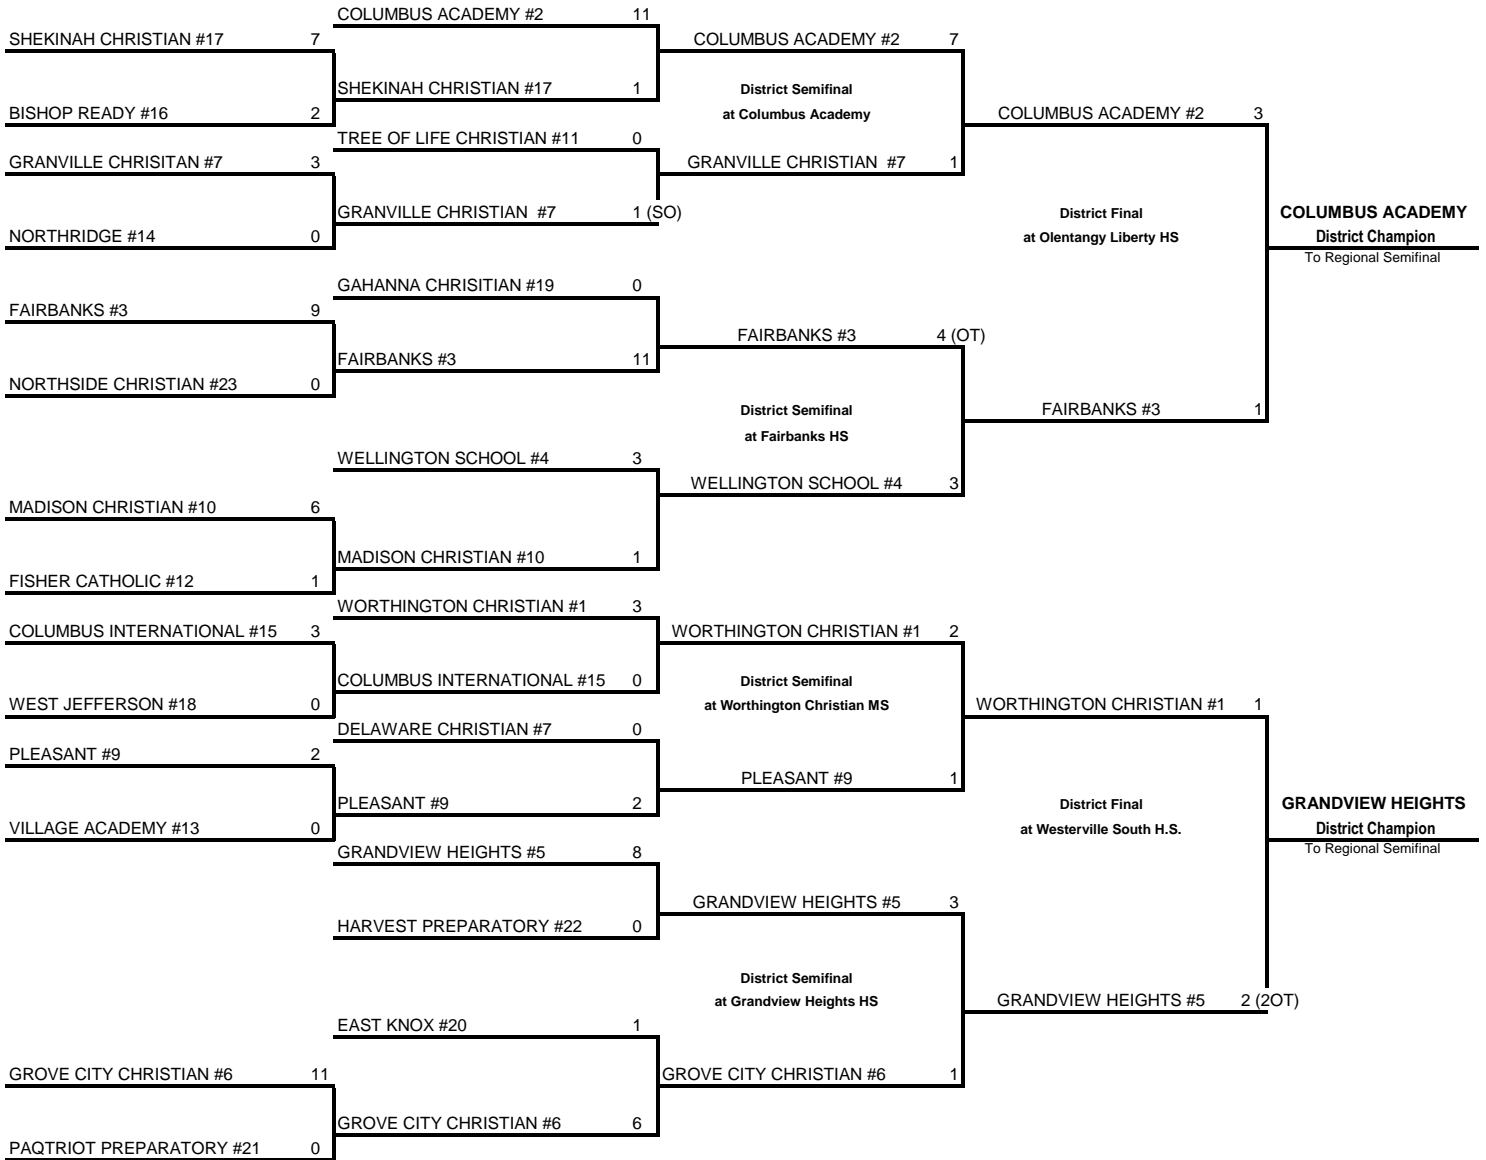 COLUMBUS ACADEMY #2 11
SHEKINAH CHRISTIAN #17 7
COLUMBUS ACADEMY #2 7
SHEKINAH CHRISTIAN #17 1
District Semifinal
at Columbus Academy
BISHOP READY #16 2
COLUMBUS ACADEMY #2 3
TREE OF LIFE CHRISTIAN #11 0
GRANVILLE CHRISITAN #7 3
GRANVILLE CHRISTIAN #7 1
GRANVILLE CHRISTIAN #7 1 (SO)
District Final
at Olentangy Liberty HS
COLUMBUS ACADEMY
District Champion
To Regional Semifinal
NORTHRIDGE #14 0
GAHANNA CHRISITIAN #19 0
FAIRBANKS #3 9
FAIRBANKS #3 4 (OT)
FAIRBANKS #3 11
NORTHSIDE CHRISTIAN #23 0
District Semifinal
at Fairbanks HS
FAIRBANKS #3 1
WELLINGTON SCHOOL #4 3
WELLINGTON SCHOOL #4 3
MADISON CHRISTIAN #10 6
MADISON CHRISTIAN #10 1
FISHER CATHOLIC #12 1
WORTHINGTON CHRISTIAN #1 3
COLUMBUS INTERNATIONAL #15 3
WORTHINGTON CHRISTIAN #1 2
COLUMBUS INTERNATIONAL #15 0
District Semifinal
at Worthington Christian MS
WEST JEFFERSON #18 0
WORTHINGTON CHRISTIAN #1 1
DELAWARE CHRISTIAN #7 0
PLEASANT #9 2
PLEASANT #9 1
PLEASANT #9 2
District Final
at Westerville South H.S.
GRANDVIEW HEIGHTS
District Champion
To Regional Semifinal
VILLAGE ACADEMY #13 0
GRANDVIEW HEIGHTS #5 8
GRANDVIEW HEIGHTS #5 3
HARVEST PREPARATORY #22 0
District Semifinal
at Grandview Heights HS
GRANDVIEW HEIGHTS #5 2 (2OT)
EAST KNOX #20 1
GROVE CITY CHRISTIAN #6 11
GROVE CITY CHRISTIAN #6 1
GROVE CITY CHRISTIAN #6 6
PAQTRIOT PREPARATORY #21 0